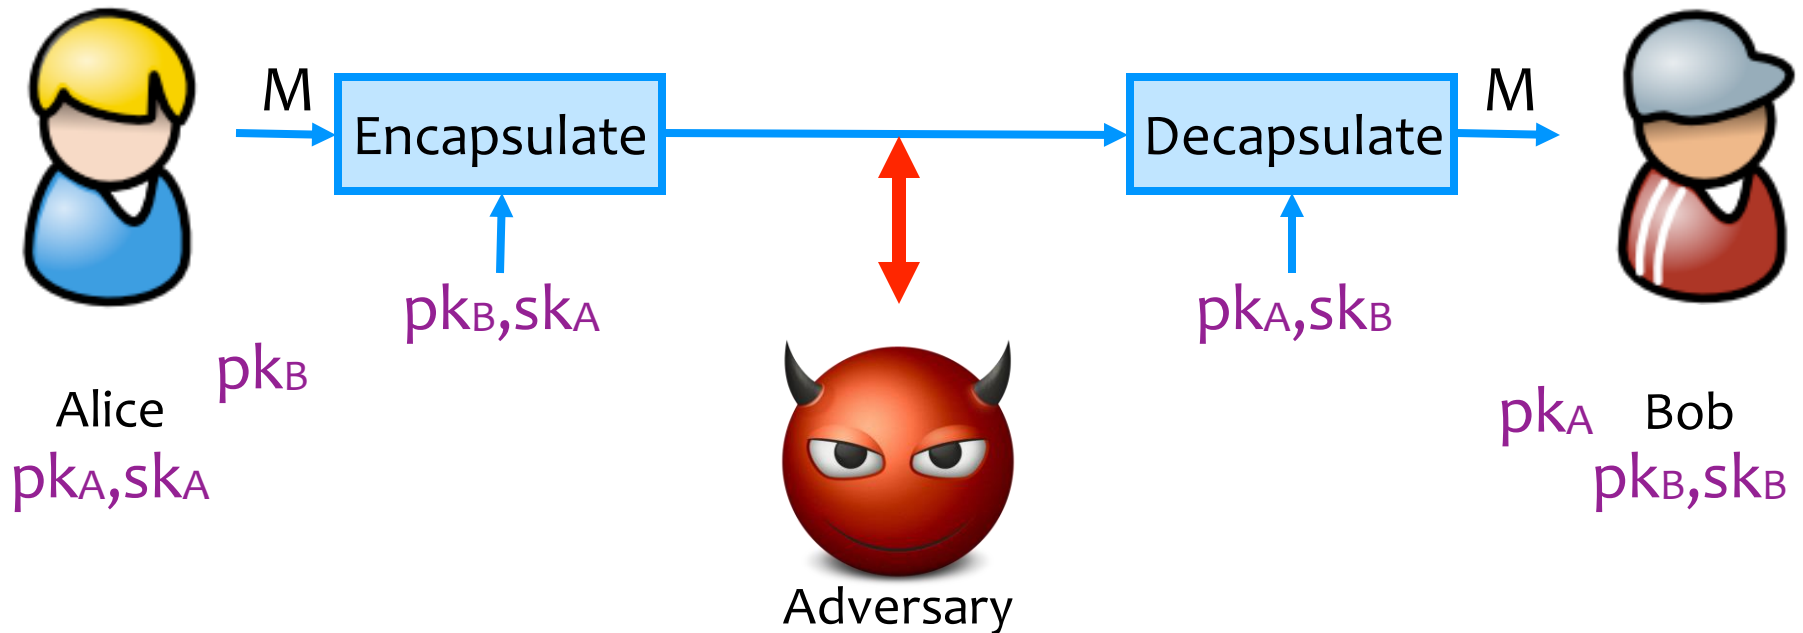 M
Encapsulate
Decapsulate
M
pkB,skA
pkA,skB
pkB
Alice
pkA,skA
pkA
Bob
pkB,skB
Adversary